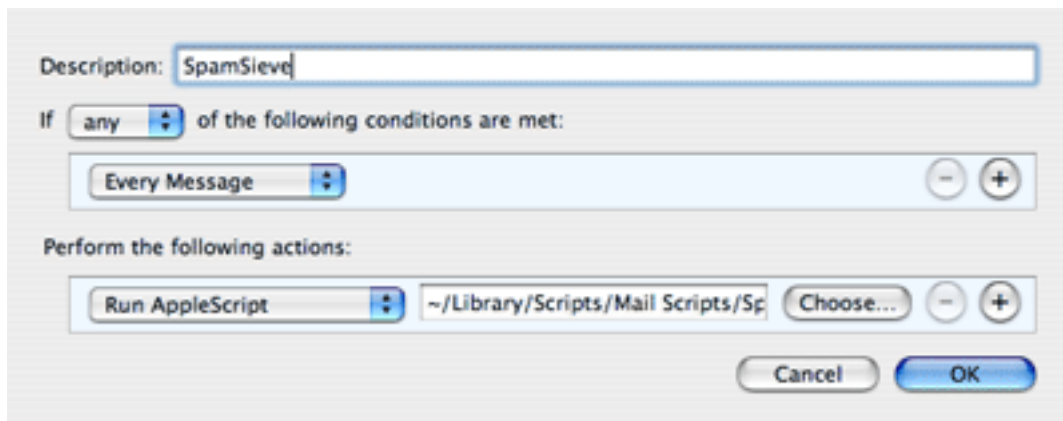 Description: SpamSieve
If any of the following conditions are met:
Every Message - +
Perform the following actions:
Run AppleScript ~/Library/Scripts/Mail Scripts/Sp Choose... - +
Cancel OK